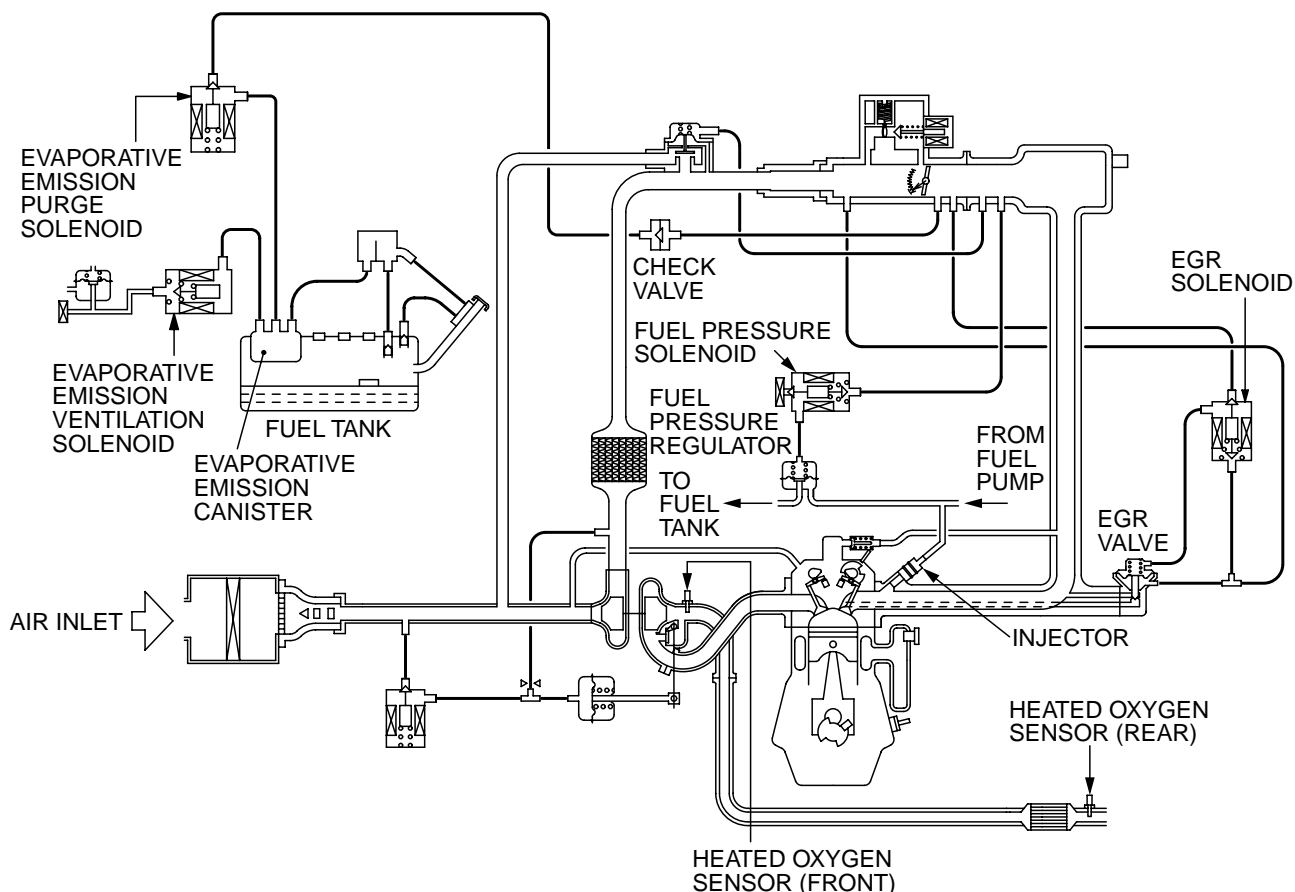 EVAPORATIVE
EMISSION
PURGE
SOLENOID
CHECK
VALVE
EGR
SOLENOID
FUEL PRESSURE
SOLENOID
EVAPORATIVE
EMISSION
VENTILATION
SOLENOID
FUEL TANK
FUEL
PRESSURE
REGULATOR
FROM
FUEL
PUMP
EVAPORATIVE
EMISSION
CANISTER
TO
FUEL
TANK
EGR
VALVE
AIR INLET
INJECTOR
HEATED OXYGEN
SENSOR (REAR)
HEATED OXYGEN
SENSOR (FRONT)